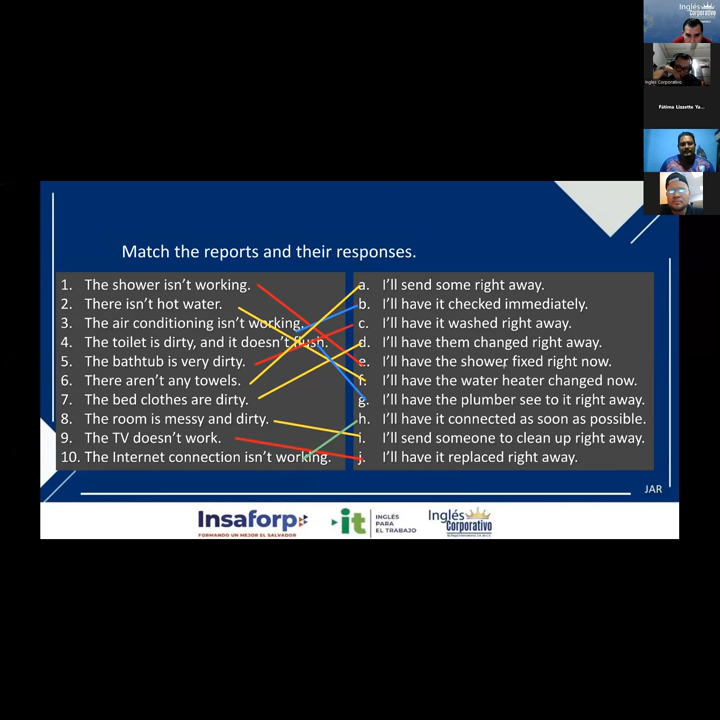 Inglés
Corporativo
Ingles Corporativo
Fátima Lizzette Ya...
Match the reports and their responses.
1. The shower isn't working.
2. There isn't hot water.
3. The air conditioning isn't working.
4. The toilet is dirty, and it doesn't flush.
5. The bathtub is very dirty.
6. There aren't any towels.
7. The bed clothes are dirty.
8. The room is messy and dirty.
9. The TV doesn't work.
10. The Internet connection isn't working.
a. I'll send some right away.
b. I'll have it checked immediately.
c. I'll have it washed right away.
d. I'll have them changed right away.
e. I'll have the shower fixed right now.
f. I'll have the water heater changed now.
g. I'll have the plumber see to it right away.
h. I'll have it connected as soon as possible.
i. I'll send someone to clean up right away.
j. I'll have it replaced right away.
JAR
Insaforp
FORMANDO UN MEJOR EL SALVADOR
it
INGLÉS
PARA
EL TRABAJO
Inglés
Corporativo